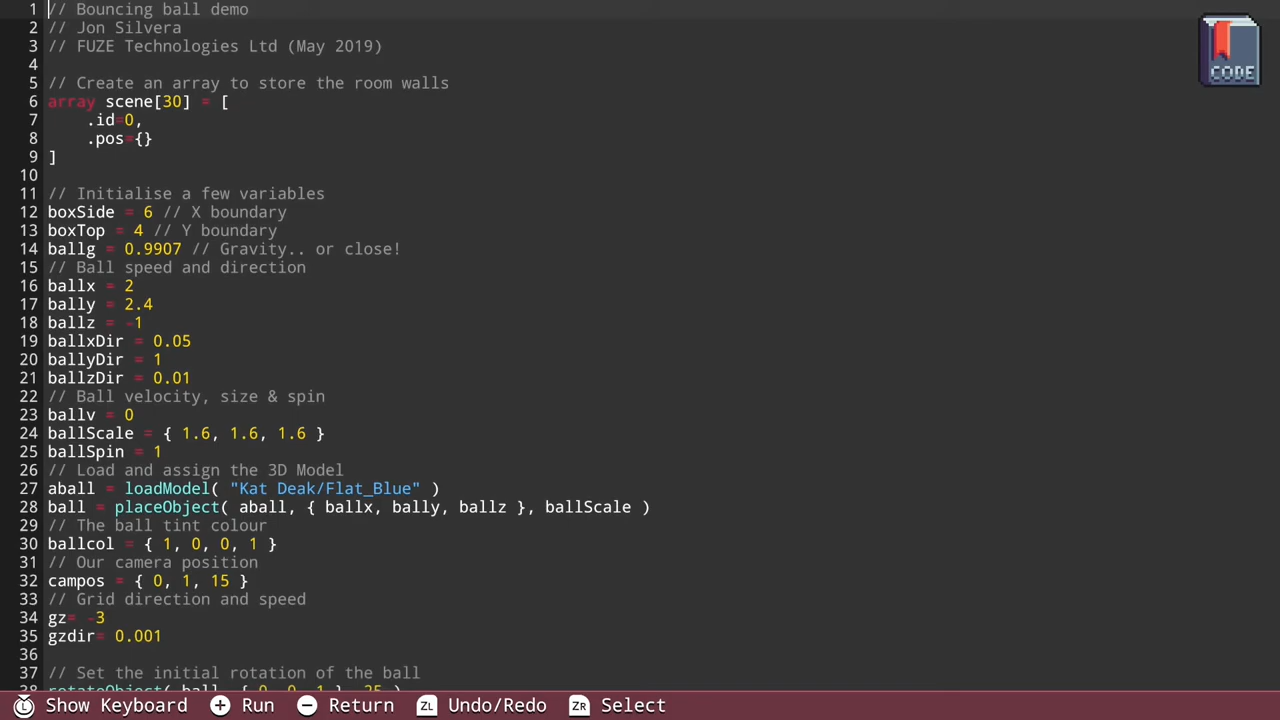 1 // Bouncing ball demo
2 // Jon Silvera
3 // FUZE Technologies Ltd (May 2019)
4
5 // Create an array to store the room walls
6 array scene[30] = [
7     .id=0,
8     .pos={}
9 ]
10
11 // Initialise a few variables
12 boxSide = 6 // X boundary
13 boxTop = 4 // Y boundary
14 ballg = 0.9907 // Gravity.. or close!
15 // Ball speed and direction
16 ballx = 2
17 bally = 2.4
18 ballz = -1
19 ballxDir = 0.05
20 ballyDir = 1
21 ballzDir = 0.01
22 // Ball velocity, size & spin
23 ballv = 0
24 ballScale = { 1.6, 1.6, 1.6 }
25 ballSpin = 1
26 // Load and assign the 3D Model
27 aball = loadModel( "Kat Deak/Flat_Blue" )
28 ball = placeObject( aball, { ballx, bally, ballz }, ballScale )
29 // The ball tint colour
30 ballcol = { 1, 0, 0, 1 }
31 // Our camera position
32 campos = { 0, 1, 15 }
33 // Grid direction and speed
34 gz= -3
35 gzdir= 0.001
36
37 // Set the initial rotation of the ball
38 rotateObject( ball, { 0, 0, 1 }, 25 )
CODE
L Show Keyboard + Run - Return ZL Undo/Redo ZR Select